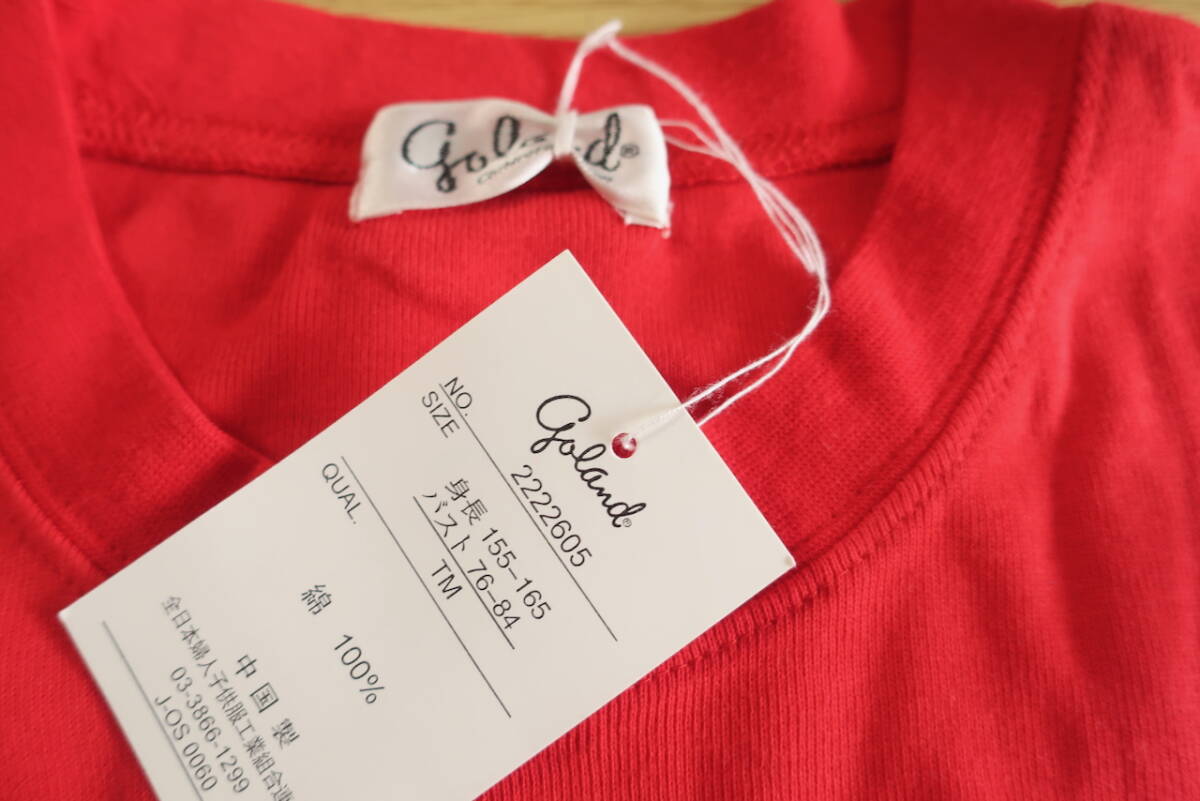 goland®
goland®
NO. 2222605
SIZE 身長 155-165
バスト 76-84
TM
QUAL.
綿 100%
中国製
全日本婦人子供服工業組合連
03-3866-1299
J-OS 0060